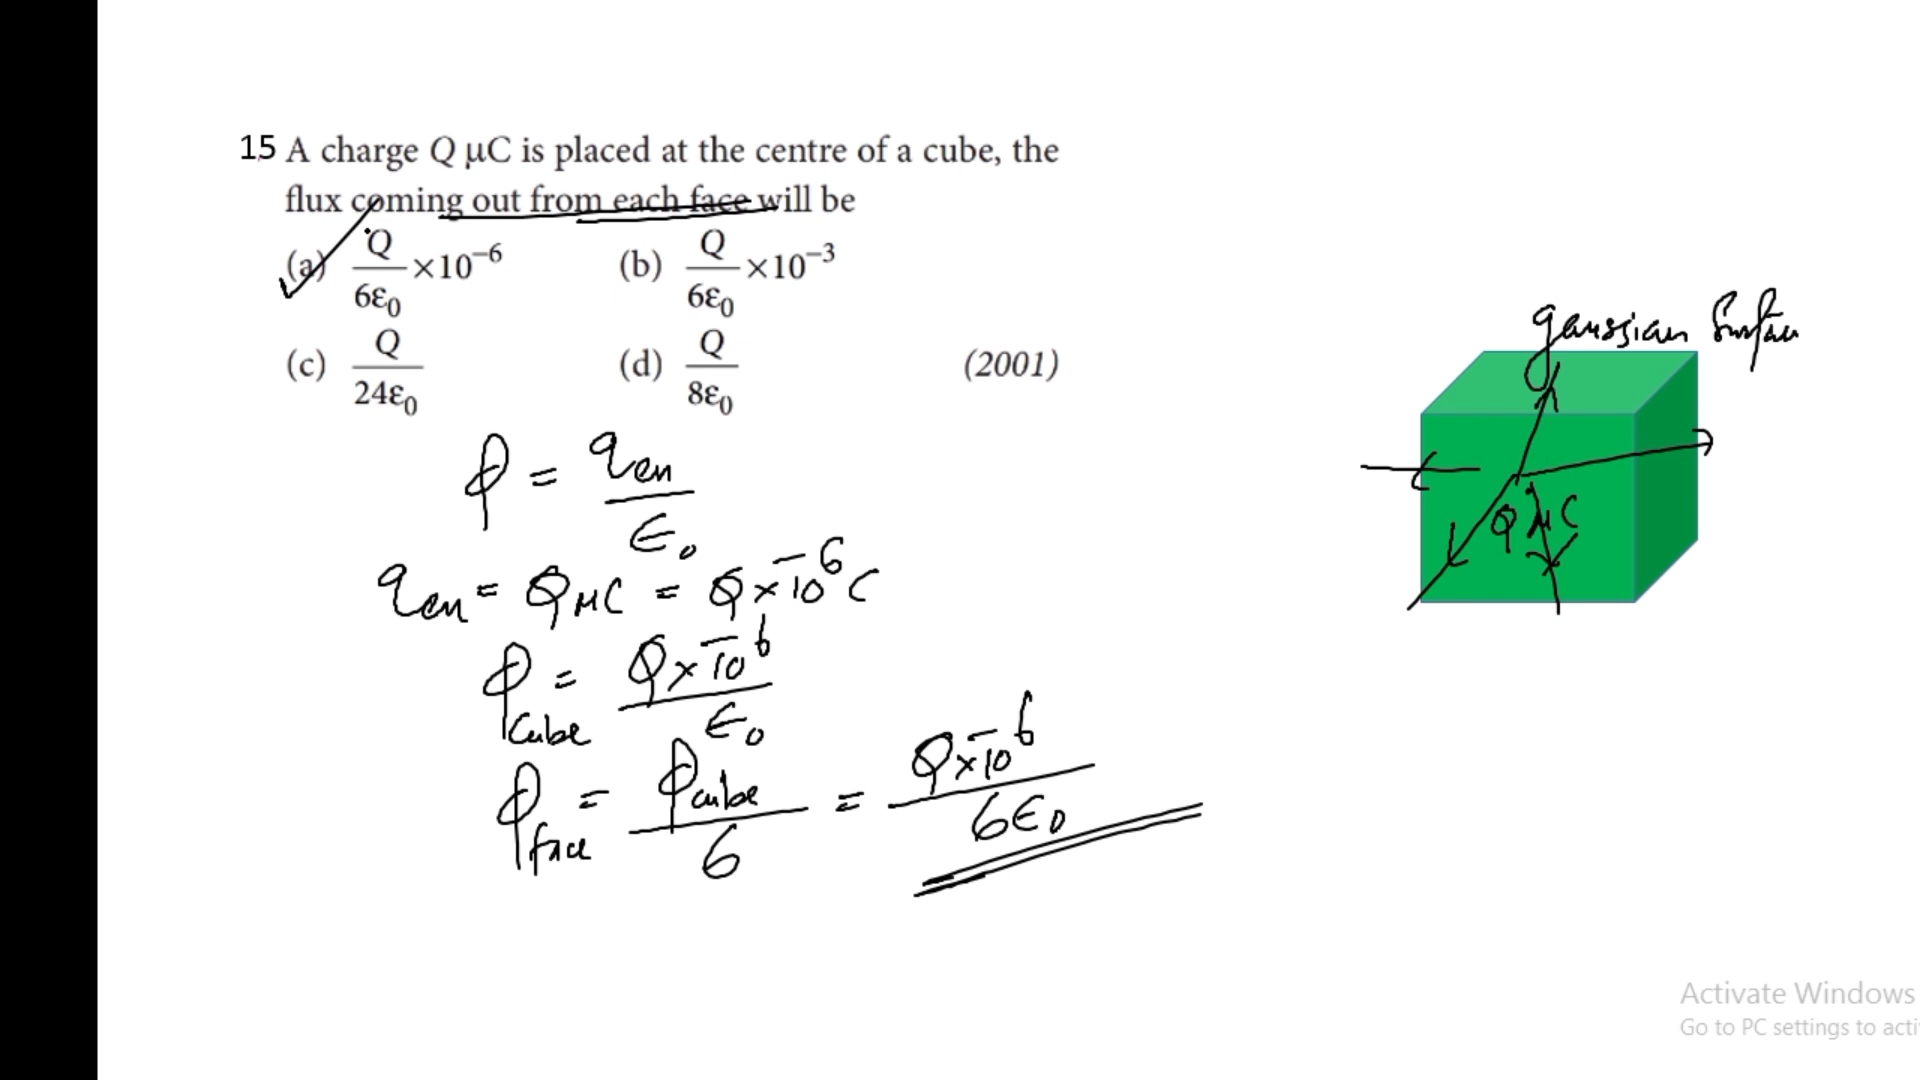 15 A charge Q μC is placed at the centre of a cube, the
flux coming out from each face will be
(a) Q/6ε₀ ×10⁻⁶ (b) Q/6ε₀ ×10⁻³
(c) Q/24ε₀ (d) Q/8ε₀ (2001)
ϕ = qen/ϵ₀
qen = QμC = Q×10⁻⁶ C
ϕcube = Q×10⁻⁶/ϵ₀
ϕface = ϕcube/6 = Q×10⁻⁶/6ϵ₀
gaussian
Q μC
Activate Windows
Go to PC settings to acti